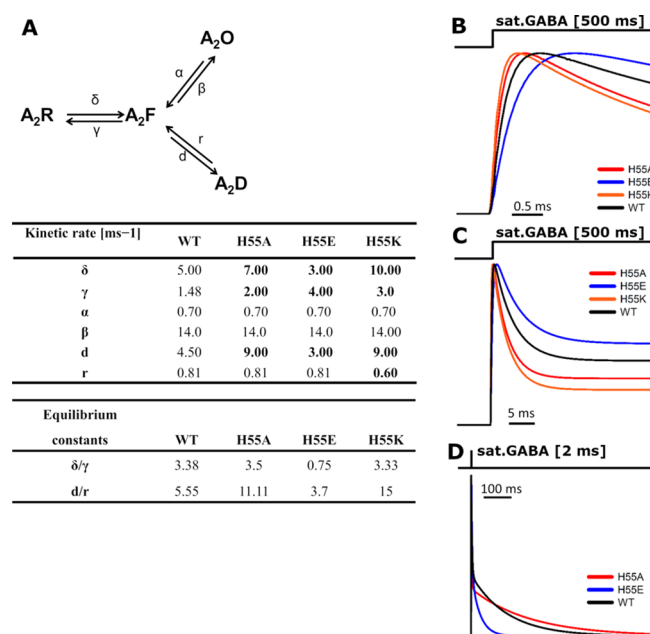 A
A2O
α
β
δ
A2R
A2F
γ
r
d
A2D
Kinetic rate [ms−1] WT H55A H55E H55K
δ 5.00 7.00 3.00 10.00
γ 1.48 2.00 4.00 3.0
α 0.70 0.70 0.70 0.70
β 14.0 14.0 14.0 14.00
d 4.50 9.00 3.00 9.00
r 0.81 0.81 0.81 0.60
Equilibrium
constants WT H55A H55E H55K
δ/γ 3.38 3.5 0.75 3.33
d/r 5.55 11.11 3.7 15
B sat.GABA [500 ms]
H55A
H55E
H55K
WT
0.5 ms
C sat.GABA [500 ms]
H55A
H55E
H55K
WT
5 ms
D sat.GABA [2 ms]
100 ms
H55A
H55E
WT